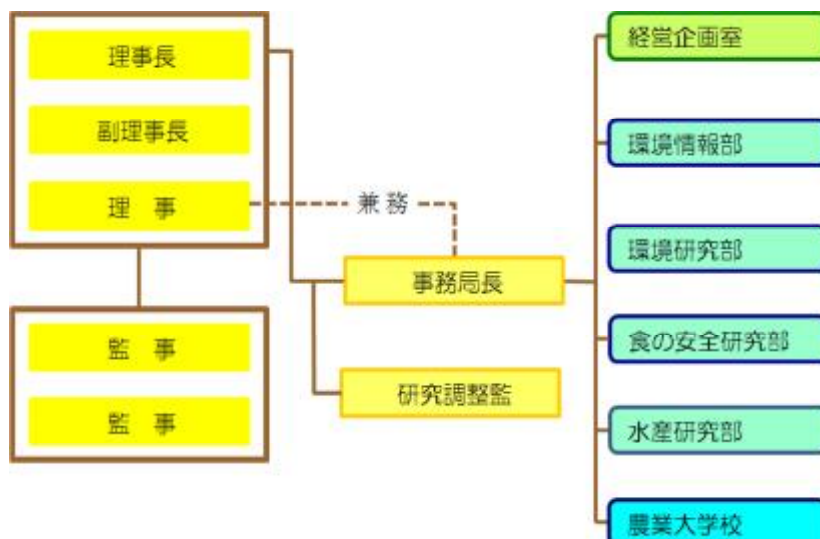 理事長
副理事長
理　事
監　事
監　事
兼 務
事務局長
研究調整監
経営企画室
環境情報部
環境研究部
食の安全研究部
水産研究部
農業大学校